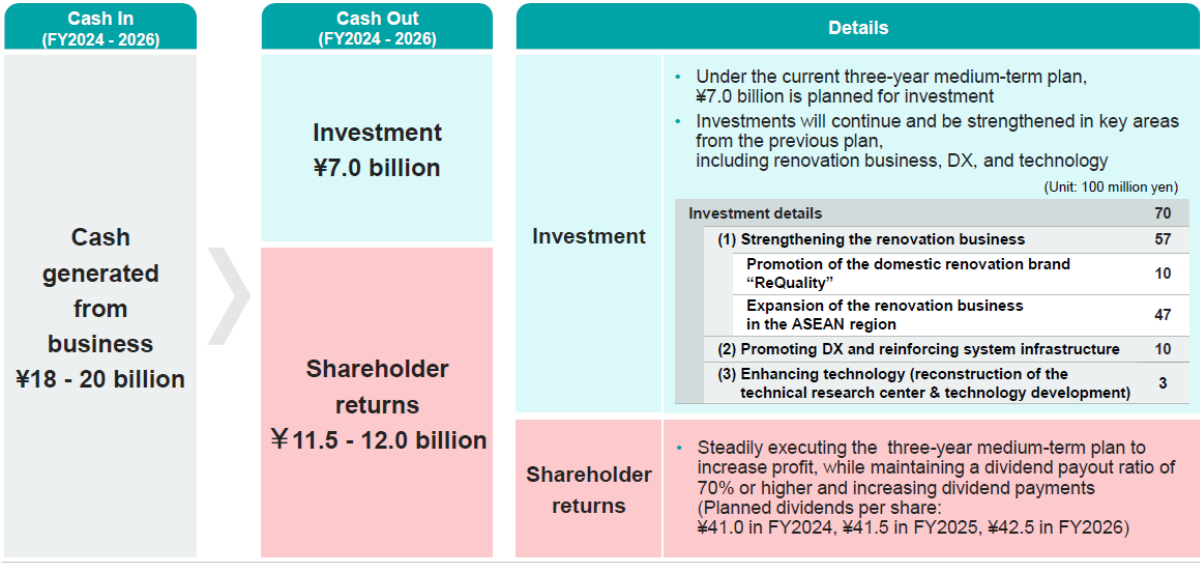 Cash In
(FY2024 - 2026)
Cash
generated
from
business
¥18 - 20 billion
Cash Out
(FY2024 - 2026)
Investment
¥7.0 billion
Shareholder
returns
￥11.5 - 12.0 billion
Details
Investment
• Under the current three-year medium-term plan,
¥7.0 billion is planned for investment
• Investments will continue and be strengthened in key areas
from the previous plan,
including renovation business, DX, and technology
(Unit: 100 million yen)
Investment details 70
(1) Strengthening the renovation business 57
Promotion of the domestic renovation brand
“ReQuality” 10
Expansion of the renovation business
in the ASEAN region 47
(2) Promoting DX and reinforcing system infrastructure 10
(3) Enhancing technology (reconstruction of the
technical research center & technology development) 3
Shareholder
returns
• Steadily executing the three-year medium-term plan to
increase profit, while maintaining a dividend payout ratio of
70% or higher and increasing dividend payments
(Planned dividends per share:
¥41.0 in FY2024, ¥41.5 in FY2025, ¥42.5 in FY2026)